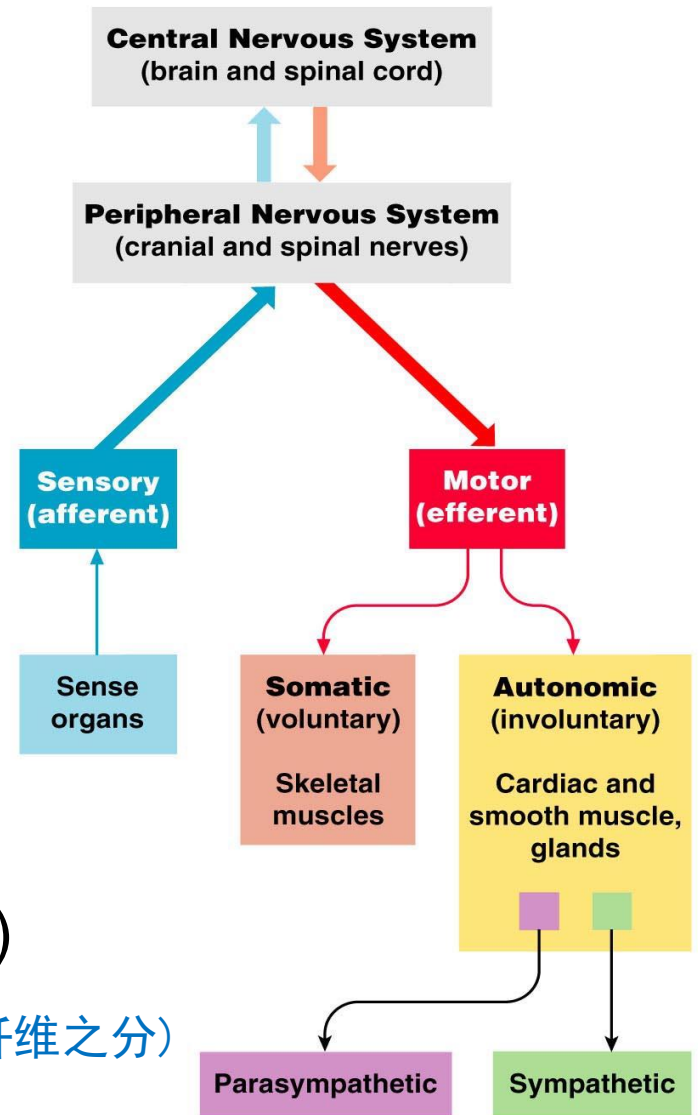 Central Nervous System
(brain and spinal cord)
Peripheral Nervous System
(cranial and spinal nerves)
Sensory
(afferent)
Motor
(efferent)
Sense
organs
Somatic
(voluntary)
Skeletal
muscles
Autonomic
(involuntary)
Cardiac and
smooth muscle,
glands
)
维之分)
Parasympathetic
Sympathetic